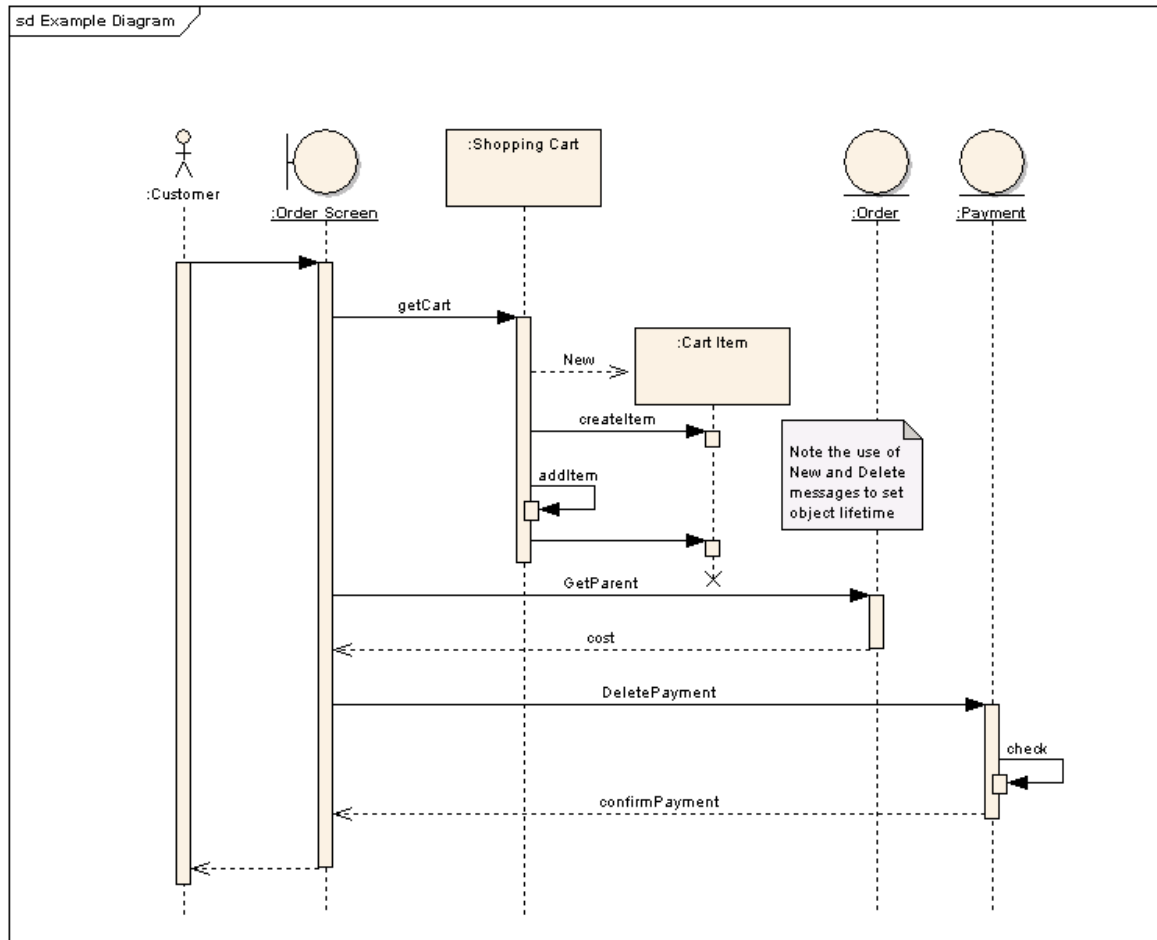 sd Example Diagram
:Shopping Cart
:Customer
:Order Screen
:Order
:Payment
getCart
:Cart Item
New
createItem
Note the use of
New and Delete
messages to set
object lifetime
addItem
GetParent
cost
DeletePayment
check
confirmPayment